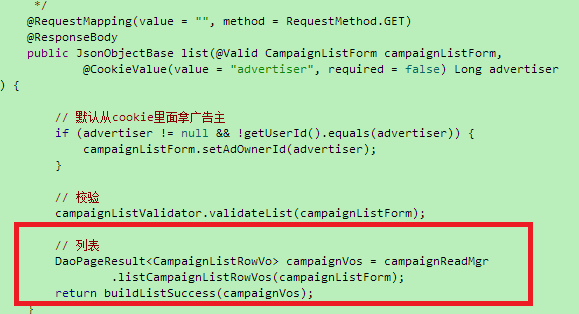 */
@RequestMapping(value = "", method = RequestMethod.GET)
@ResponseBody
public JsonObjectBase list(@Valid CampaignListForm campaignListForm,
@CookieValue(value = "advertiser", required = false) Long advertiser
) {
// 默认从cookie里面拿广告主
if (advertiser != null && !getUserId().equals(advertiser)) {
campaignListForm.setAdOwnerId(advertiser);
}
// 校验
campaignListValidator.validateList(campaignListForm);
// 列表
DaoPageResult<CampaignListRowVo> campaignVos = campaignReadMgr
.listCampaignListRowVos(campaignListForm);
return buildListSuccess(campaignVos);
}